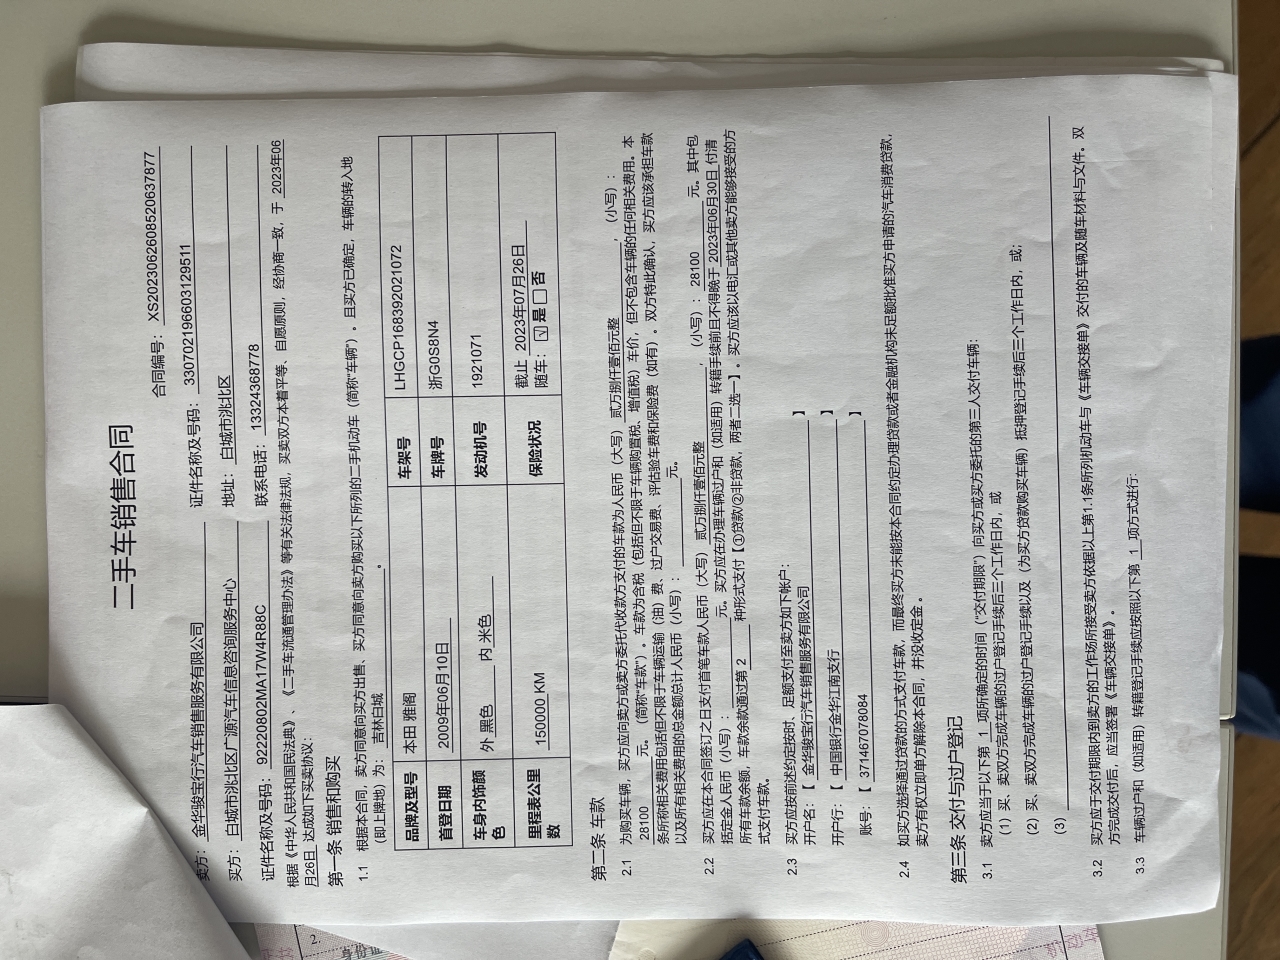 二手车销售合同
合同编号： XS2023062608520637877
卖方： 金华骏宝行汽车销售服务有限公司 证件名称及号码： 330702196603129511
买方： 白城市洮北区广源汽车信息咨询服务中心 地址： 白城市洮北区
证件名称及号码： 92220802MA17W4R88C 联系电话： 13324368778
根据《中华人民共和国民法典》、《二手车流通管理办法》等有关法律法规，买卖双方本着平等、自愿原则，经协商一致，于 2023年06
月26日 达成如下买卖协议：
第一条 销售和购买
1.1 根据本合同，卖方同意向买方出售、买方同意向卖方购买以下所列的二手机动车（简称“车辆”）。且买方已确定，车辆的转入地
（即上牌地）为： 吉林白城 。
品牌及型号 本田 雅阁 车架号 LHGCP168392021072
首登日期 2009年06月10日 车牌号 浙G0S8N4
车身内饰颜色 外 黑色 内 米色 发动机号 1921071
里程表公里数 150000 KM 保险状况 截止 2023年07月26日
随车： ☑ 是 □ 否
第二条 车款
2.1 为购买车辆，买方应向卖方或卖方委托代收款方支付的车款为人民币（大写） 贰万捌仟壹佰元整 ，（小写）：
28100 元。（简称“车款”）。车款为含税（包括但不限于车辆购置税、增值税）车价，但不包含车辆的任何相关费用。本
条所称相关费用包括但不限于车辆运输（油）费、过户交易费、评估验车费和保险费（如有）。双方特此确认，买方应该承担车款
以及所有相关费用的总金额总计人民币（小写）： 元。
2.2 买方应在本合同签订之日支付首笔车款人民币（大写） 贰万捌仟壹佰元整 ，（小写）： 28100 元。其中包
括定金人民币（小写）： 元，买方应在办理车辆过户和（如适用）转籍手续前且不得晚于 2023年06月30日 付清
所有车款余额，车款余款通过第 2 种形式支付【①贷款/②非贷款，两者二选一】。买方应该以电汇或其他卖方能够接受的方
式支付车款。
2.3 买方应按前述约定按时、足额支付至卖方如下帐户：
开户名：【 金华骏宝行汽车销售服务有限公司 】
开户行：【 中国银行金华江南支行 】
账号：【 371467078084 】
2.4 如买方选择通过贷款的方式支付车款，而最终买方未能按本合同约定办理贷款或者金融机构未足额批准买方申请的汽车消费贷款，
卖方有权立即单方解除本合同，并没收定金。
第三条 交付与过户登记
3.1 卖方应当于以下第 1 项所确定的时间（“交付期限”）向买方或买方委托的第三人交付车辆：
（1）买、卖双方完成车辆的过户登记手续后三个工作日内，或
（2）买、卖双方完成车辆的过户登记手续以及（为买方贷款购买车辆）抵押登记手续后三个工作日内，或；
（3）
3.2 买方应于交付期限内到卖方的工作场所接受卖方依据以上第1.1条所列机动车与《车辆交接单》交付的车辆及随车材料与文件。双
方完成交付后，应当签署《车辆交接单》。
3.3 车辆过户和（如适用）转籍登记手续应按照以下第 1 项方式进行：
2.
身份证